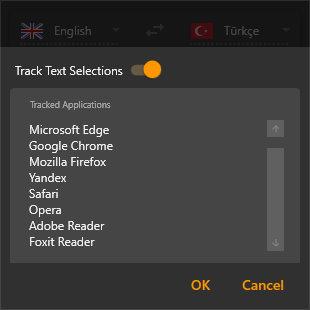 English
Türkçe
Track Text Selections
Tracked Applications
Microsoft Edge
Google Chrome
Mozilla Firefox
Yandex
Safari
Opera
Adobe Reader
Foxit Reader
OK
Cancel